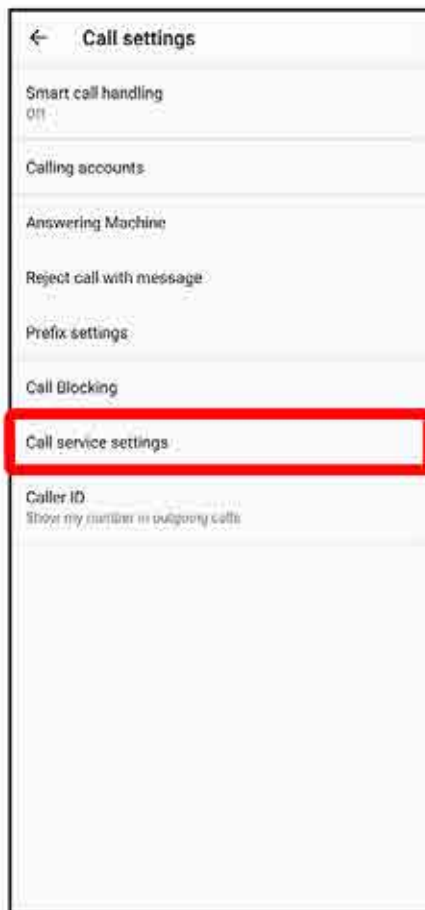 Call settings
Smart call handling
Off
Calling accounts
Answering Machine
Reject call with message
Prefix settings
Call Blocking
Call service settings
Caller ID
Show my number in outgoing calls